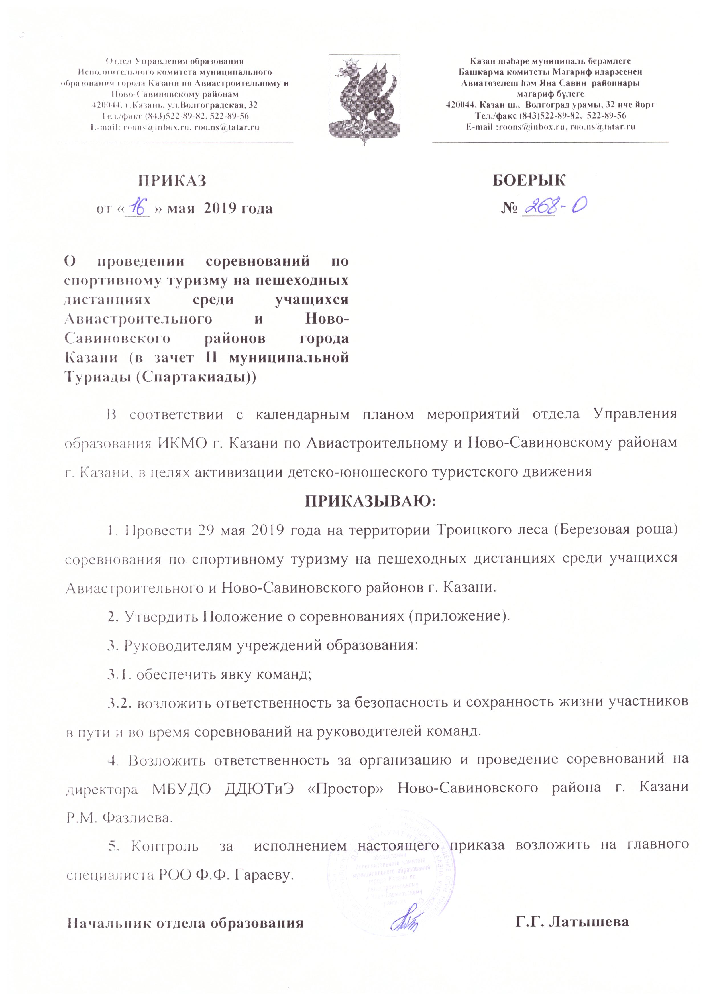 Отдел Управления образования
Исполнительного комитета муниципального
образования города Казани по Авиастроительному и
Ново-Савиновскому районам
420044, г.Казань, ул.Волгоградская, 32
Тел./факс (843)522-89-82, 522-89-56
E-mail: roons@inbox.ru, roo.ns@tatar.ru
Казан шәһәре муниципаль берәмлеге
Башкарма комитеты Мәгариф идарәсенең
Авиатөзелеш һәм Яңа Савин районнары
мәгариф бүлеге
420044, Казан ш., Волгоград урамы, 32 нче йорт
Тел./факс (843)522-89-82, 522-89-56
E-mail :roons@inbox.ru, roo.ns@tatar.ru
ПРИКАЗ
БОЕРЫК
от «16» мая 2019 года
№ 268-О
О проведении соревнований по
спортивному туризму на пешеходных
дистанциях среди учащихся
Авиастроительного и Ново-
Савиновского районов города
Казани (в зачет II муниципальной
Туриады (Спартакиады))
В соответствии с календарным планом мероприятий отдела Управления
образования ИКМО г. Казани по Авиастроительному и Ново-Савиновскому районам
г. Казани, в целях активизации детско-юношеского туристского движения
ПРИКАЗЫВАЮ:
1. Провести 29 мая 2019 года на территории Троицкого леса (Березовая роща)
соревнования по спортивному туризму на пешеходных дистанциях среди учащихся
Авиастроительного и Ново-Савиновского районов г. Казани.
2. Утвердить Положение о соревнованиях (приложение).
3. Руководителям учреждений образования:
3.1. обеспечить явку команд;
3.2. возложить ответственность за безопасность и сохранность жизни участников
в пути и во время соревнований на руководителей команд.
4. Возложить ответственность за организацию и проведение соревнований на
директора МБУДО ДДЮТиЭ «Простор» Ново-Савиновского района г. Казани
Р.М. Фазлиева.
5. Контроль за исполнением настоящего приказа возложить на главного
специалиста РОО Ф.Ф. Гараеву.
образования
Исполнительного комитета
муниципального образования
города Казани по
Авиастроительному
и Ново-Савиновскому
районам
Начальник отдела образования
Г.Г. Латышева